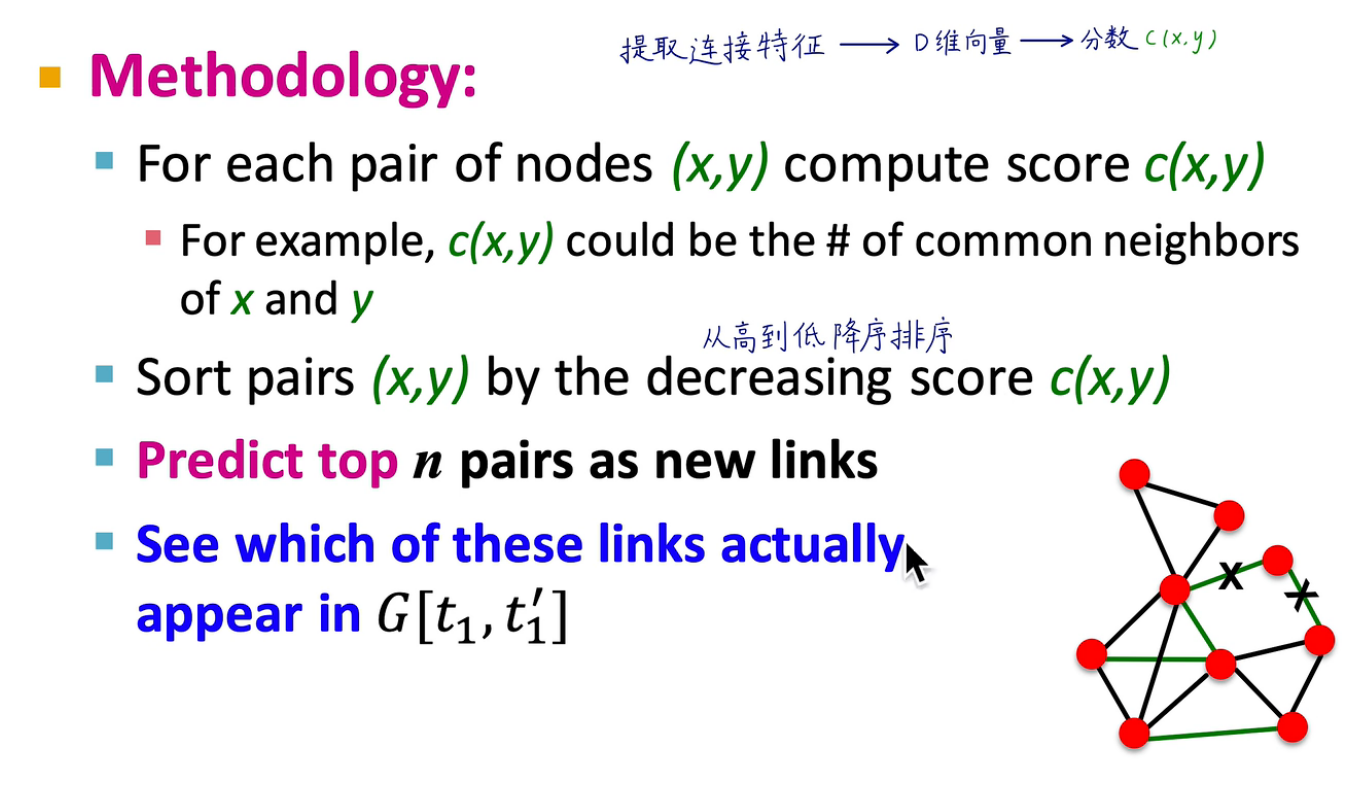 提取连接特征 → D维向量 → 分数 C(x,y)
Methodology:
For each pair of nodes (x,y) compute score c(x,y)
For example, c(x,y) could be the # of common neighbors
of x and y
从高到低 降序排序
Sort pairs (x,y) by the decreasing score c(x,y)
Predict top n pairs as new links
See which of these links actually
appear in G[t₁, t₁′]
X
X